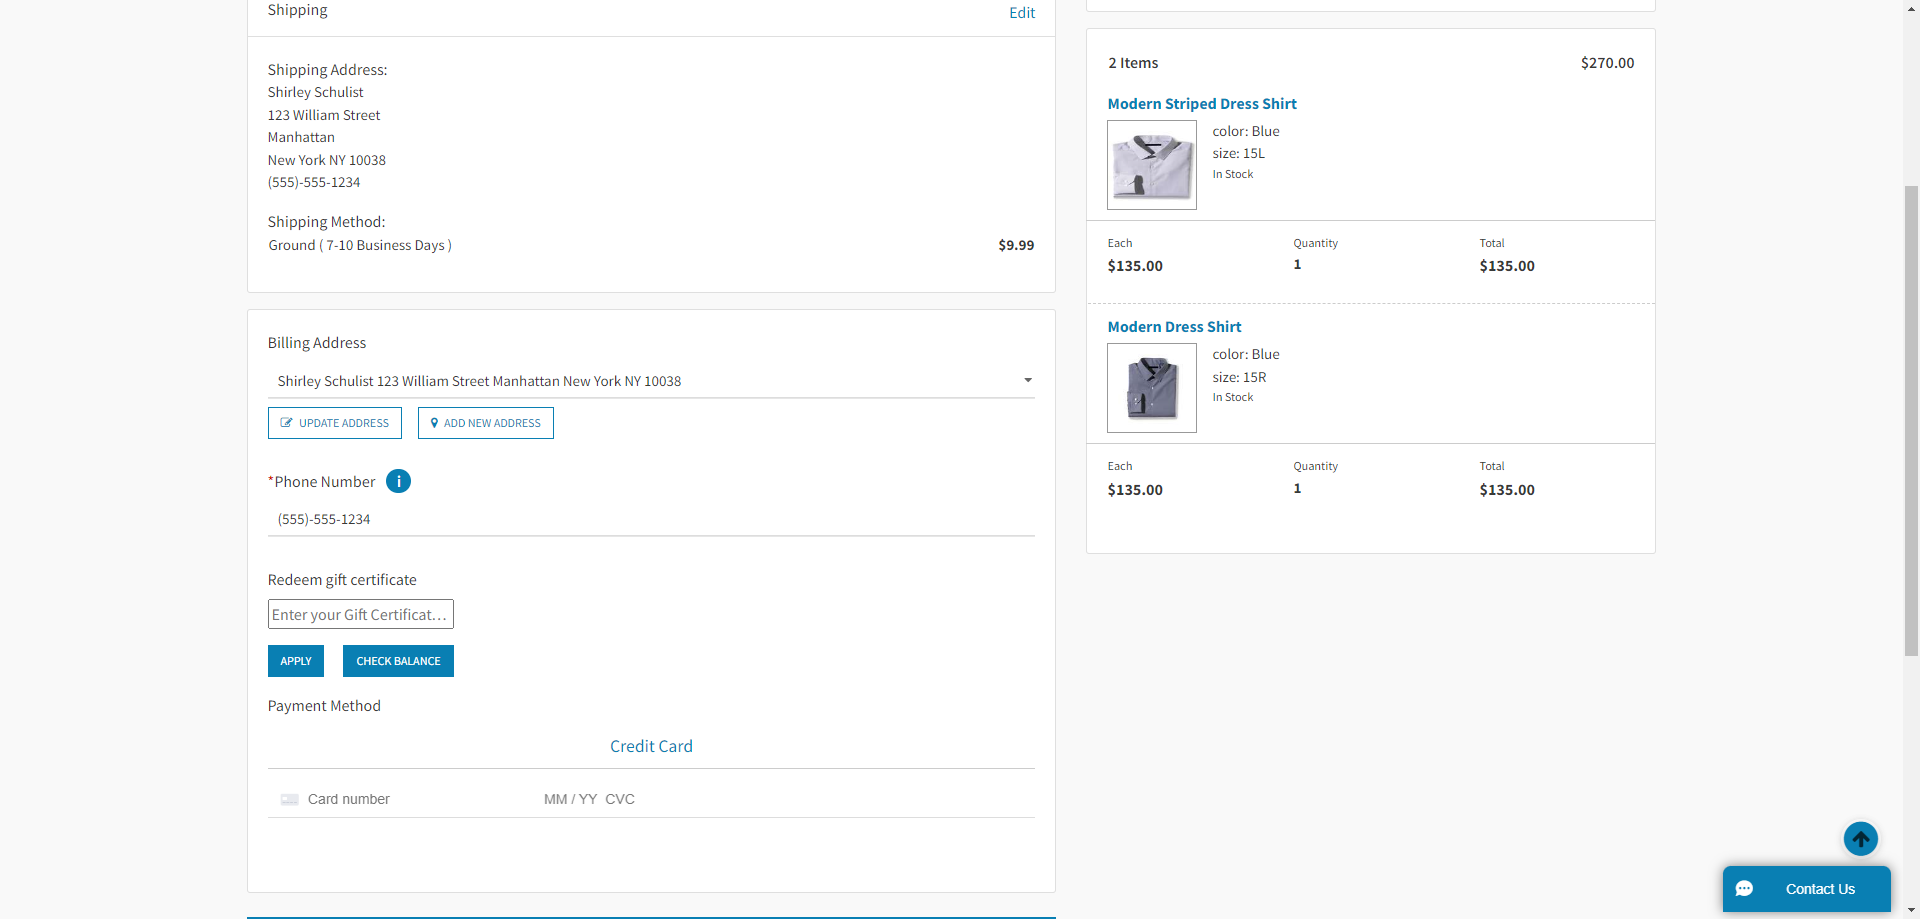 Shipping
Edit
Shipping Address:
Shirley Schulist
123 William Street
Manhattan
New York NY 10038
(555)-555-1234
Shipping Method:
Ground ( 7-10 Business Days )
$9.99
Billing Address
Shirley Schulist 123 William Street Manhattan New York NY 10038
UPDATE ADDRESS
ADD NEW ADDRESS
*Phone Number i
(555)-555-1234
Redeem gift certificate
Enter your Gift Certificat…
APPLY
CHECK BALANCE
Payment Method
Credit Card
Card number MM / YY CVC
2 Items $270.00
Modern Striped Dress Shirt
color: Blue
size: 15L
In Stock
Each Quantity Total
$135.00 1 $135.00
Modern Dress Shirt
color: Blue
size: 15R
In Stock
Each Quantity Total
$135.00 1 $135.00
Contact Us